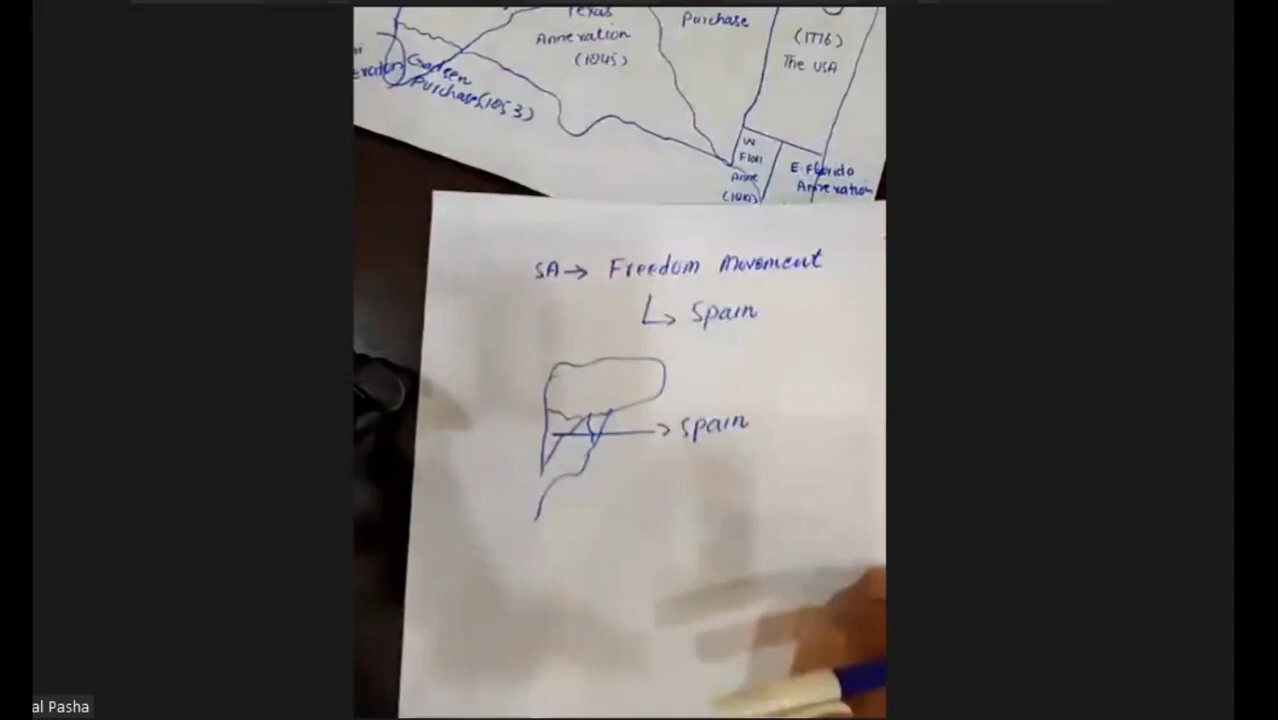 Texas
Annexation
(1845)
Purchase
(1776)
The USA
Gadsen
Purchase(1853)
W
Flori
Anne
(1810)
E. Florida
Annexation
SA → Freedom Movement
↳ Spain
→ Spain
al Pasha